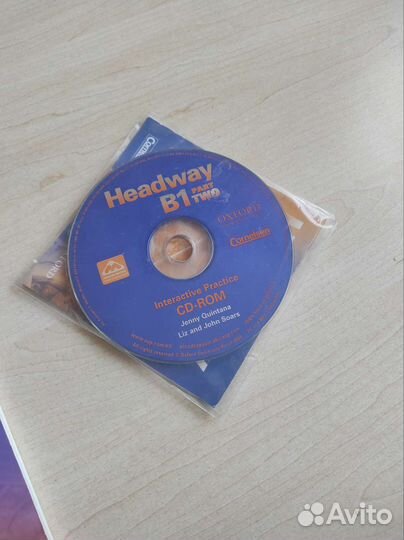 Headway
B1 PART
TWO
OXFORD
Cornelsen
Interactive Practice
CD-ROM
Jenny Quintana
Liz and John Soars
Avito